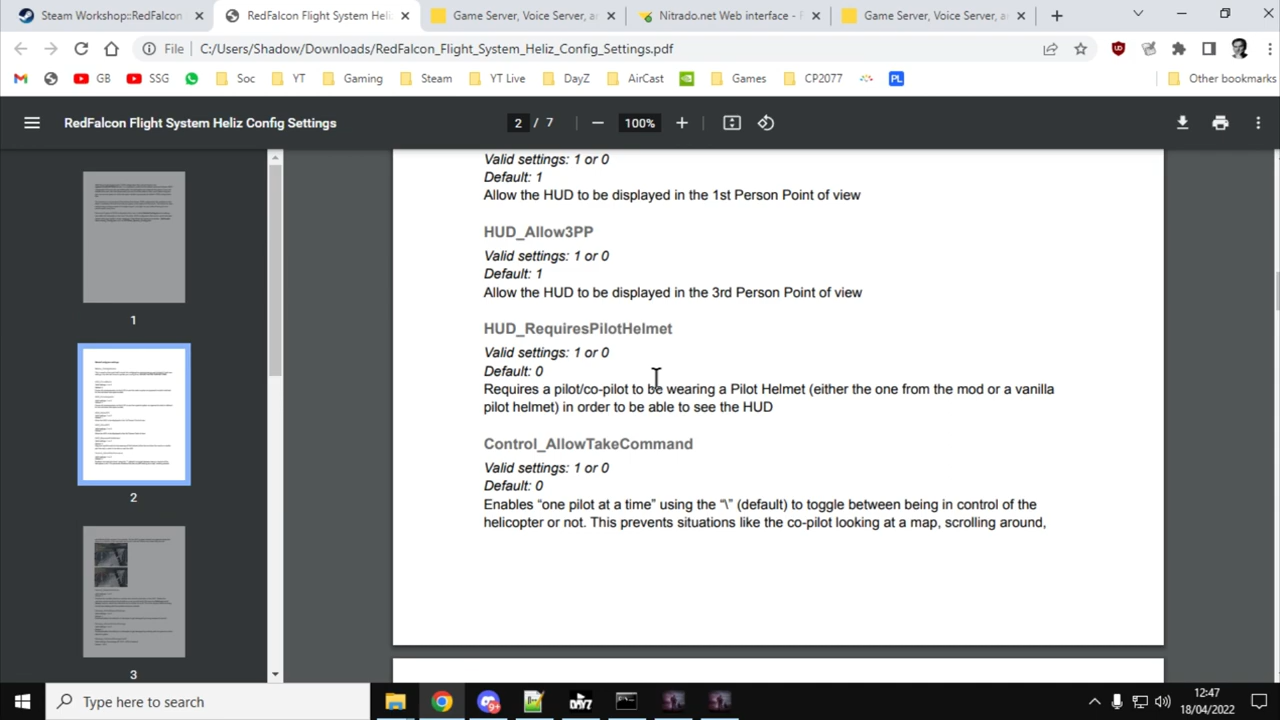 Steam Workshop::RedFalcon
RedFalcon Flight System Heliz
Game Server, Voice Server, an
Nitrado.net Web interface - F
Game Server, Voice Server, a
File
C:/Users/Shadow/Downloads/RedFalcon_Flight_System_Heliz_Config_Settings.pdf
GB
SSG
Soc
YT
Gaming
Steam
YT Live
DayZ
AirCast
Games
CP2077
PL
Other bookmarks
RedFalcon Flight System Heliz Config Settings
2 / 7
100%
1
2
3
Valid settings: 1 or 0
Default: 1
Allow the HUD to be displayed in the 1st Person Point of view
HUD_Allow3PP
Valid settings: 1 or 0
Default: 1
Allow the HUD to be displayed in the 3rd Person Point of view
HUD_RequiresPilotHelmet
Valid settings: 1 or 0
Default: 0
Requires pilot/co-pilot to be wearing a Pilot Helmet (either the one from the mod or a vanilla
pilot helmet) in order to be able to see the HUD
Control_AllowTakeCommand
Valid settings: 1 or 0
Default: 0
Enables “one pilot at a time” using the “\” (default) to toggle between being in control of the
helicopter or not. This prevents situations like the co-pilot looking at a map, scrolling around,
Type here to search
12:47
18/04/2022